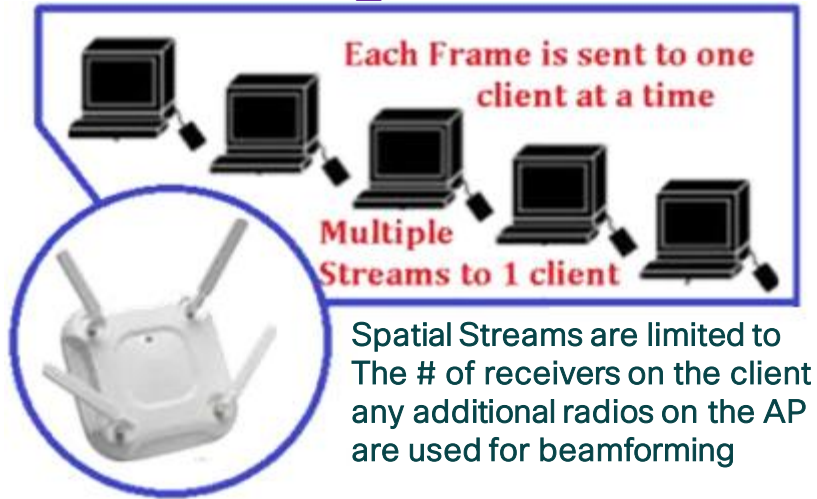 Each Frame is sent to one
client at a time
Multiple
Streams to 1 client
Spatial Streams are limited to
The # of receivers on the client
any additional radios on the AP
are used for beamforming